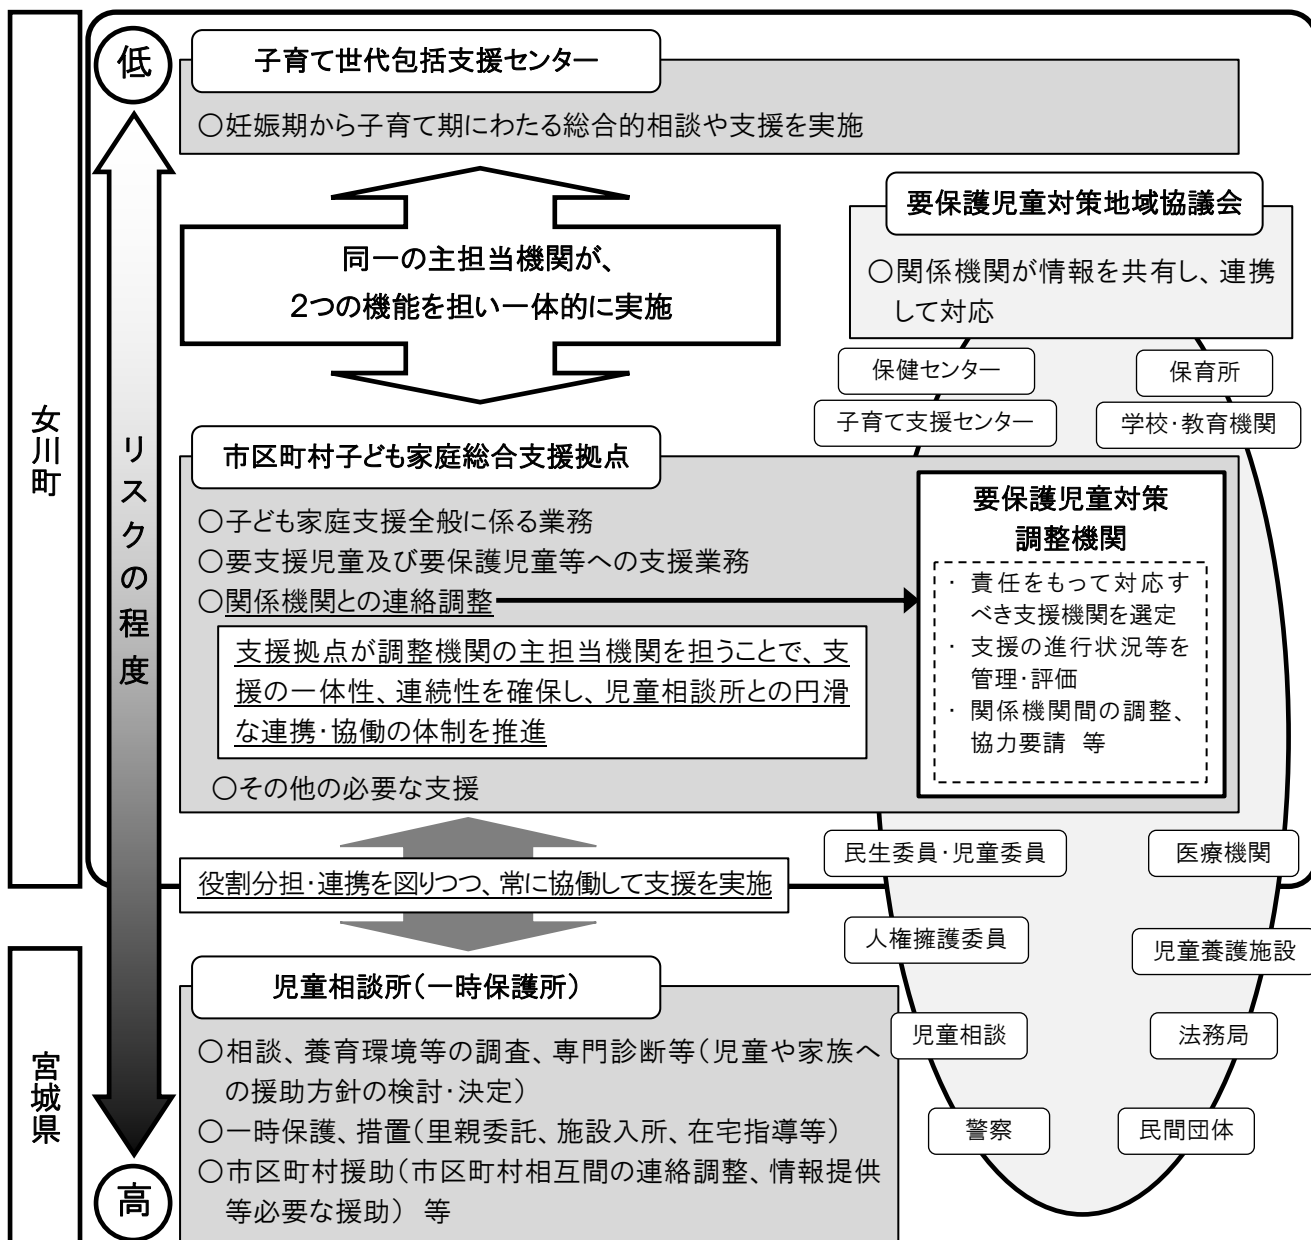 女川町
宮城県
低
リスクの程度
高
子育て世代包括支援センター
○妊娠期から子育て期にわたる総合的相談や支援を実施
同一の主担当機関が、
2つの機能を担い一体的に実施
要保護児童対策地域協議会
○関係機関が情報を共有し、連携
して対応
保健センター
保育所
子育て支援センター
学校・教育機関
市区町村子ども家庭総合支援拠点
○子ども家庭支援全般に係る業務
○要支援児童及び要保護児童等への支援業務
○関係機関との連絡調整
支援拠点が調整機関の主担当機関を担うことで、支
援の一体性、連続性を確保し、児童相談所との円滑
な連携・協働の体制を推進
○その他の必要な支援
要保護児童対策
調整機関
・ 責任をもって対応す
べき支援機関を選定
・ 支援の進行状況等を
管理・評価
・ 関係機関間の調整、
協力要請 等
民生委員・児童委員
医療機関
役割分担・連携を図りつつ、常に協働して支援を実施
人権擁護委員
児童養護施設
児童相談所(一時保護所)
○相談、養育環境等の調査、専門診断等(児童や家族へ
の援助方針の検討・決定)
○一時保護、措置(里親委託、施設入所、在宅指導等)
○市区町村援助(市区町村相互間の連絡調整、情報提供
等必要な援助) 等
児童相談
法務局
警察
民間団体